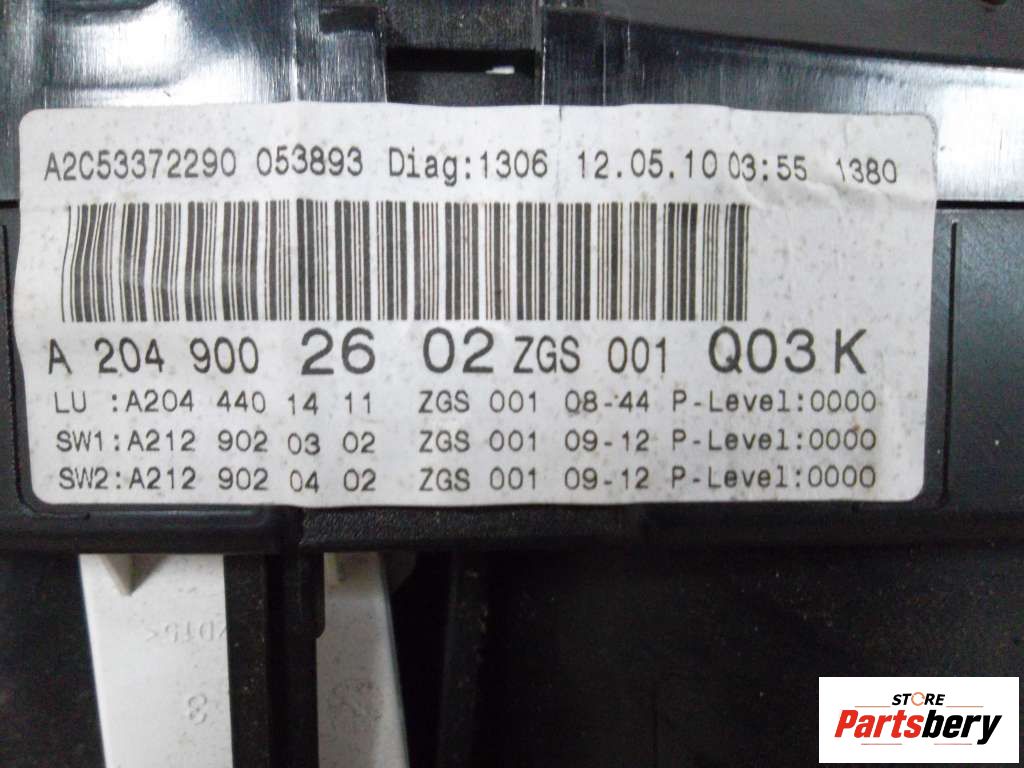 A2C53372290 053893 Diag:1306 12.05.10 03:55 1380
A 204 900 26 02 ZGS 001 Q03 K
LU :A204 440 14 11 ZGS 001 08-44 P-Level:0000
SW1:A212 902 03 02 ZGS 001 09-12 P-Level:0000
SW2:A212 902 04 02 ZGS 001 09-12 P-Level:0000
3
STORE
Partsbery